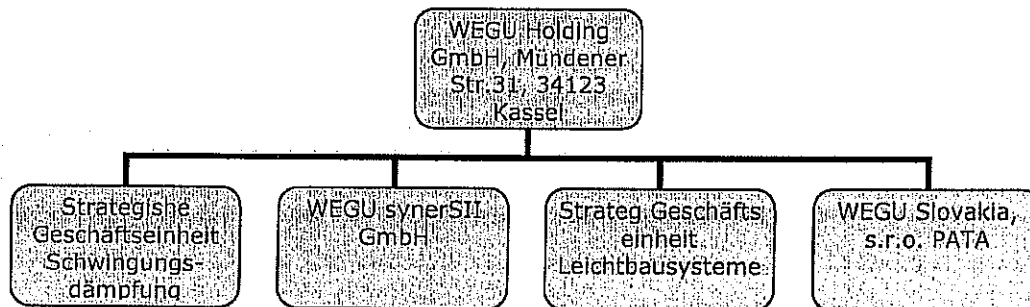 WEGU Holding
GmbH, Mündener
Str.31, 34123
Kassel
Strategishe
Geschäftseinheit
Schwingungs-
dämpfung
WEGU synerSIl
GmbH
Strateg Geschäfts
einheit
Leichtbausysteme
WEGU Slovakia,
s.r.o. PATA